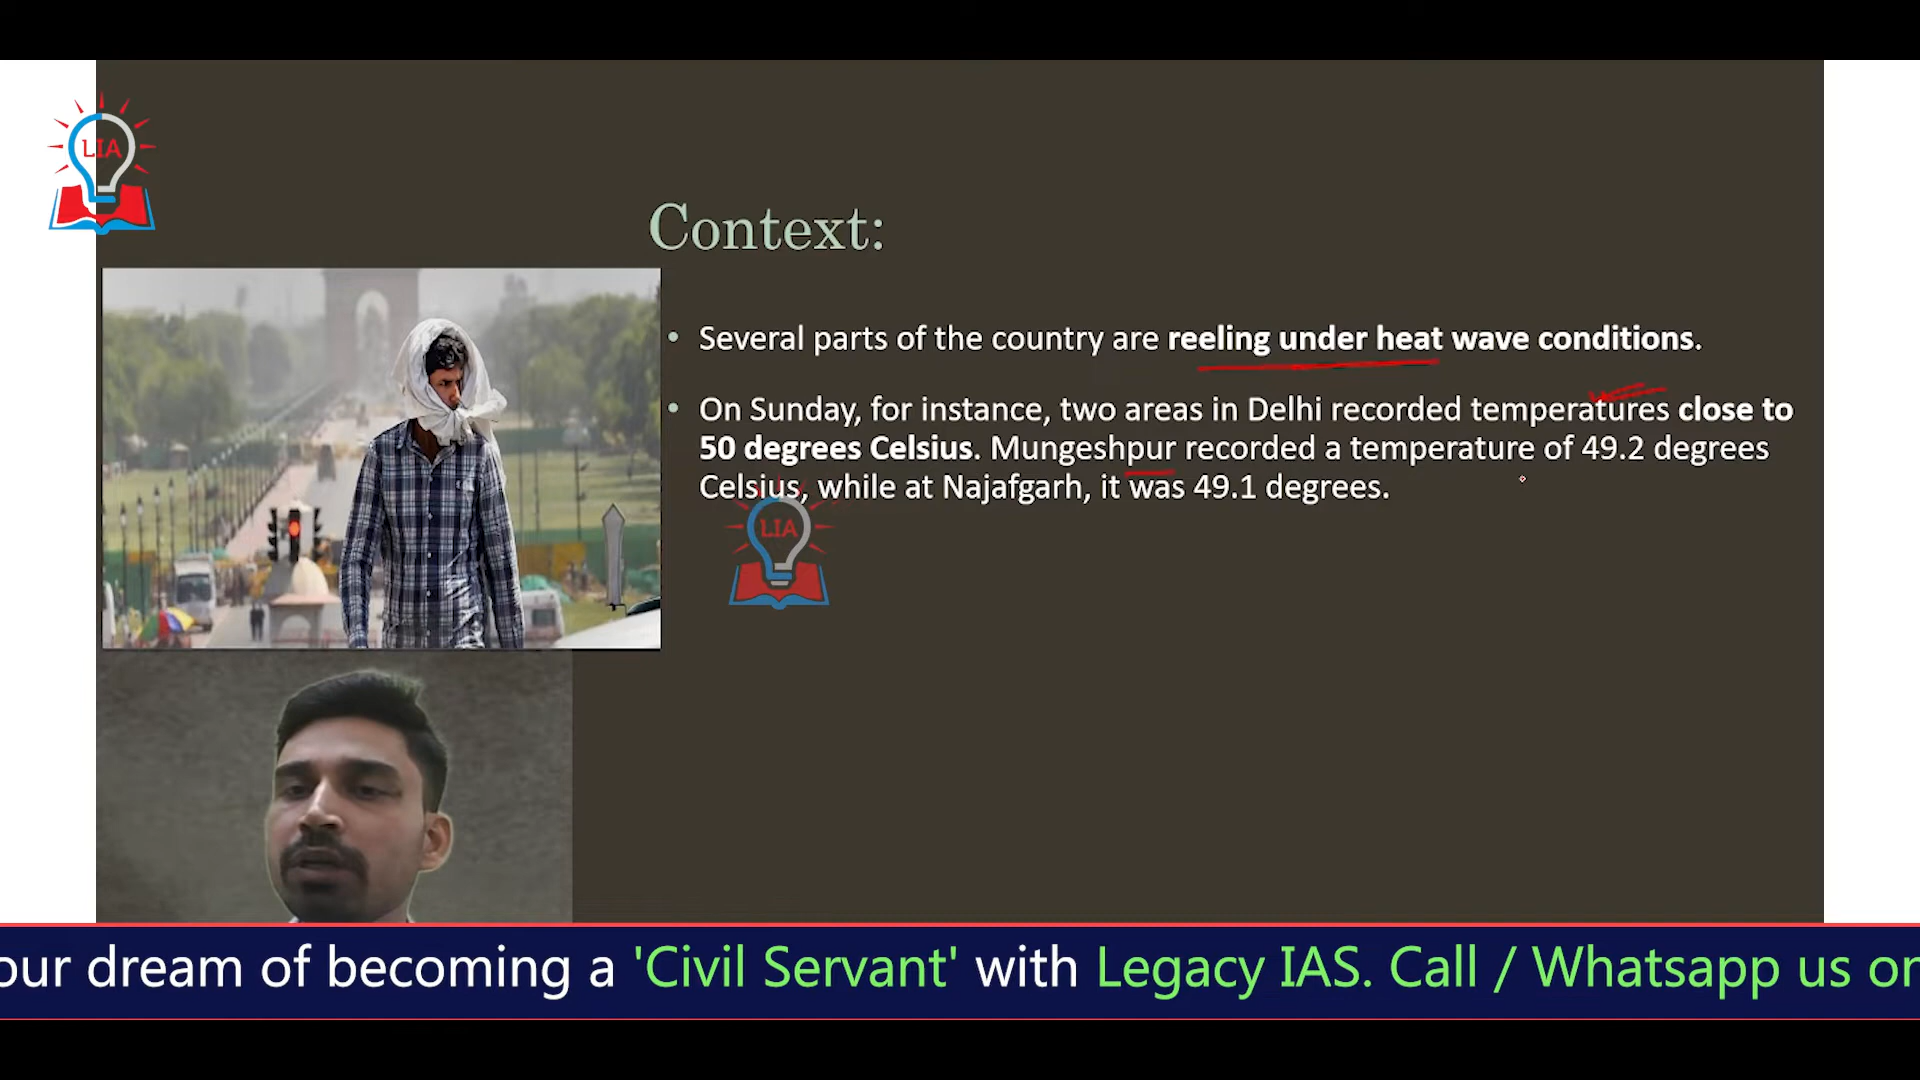 LIA
Context:
• Several parts of the country are reeling under heat wave conditions.
• On Sunday, for instance, two areas in Delhi recorded temperatures close to
50 degrees Celsius. Mungeshpur recorded a temperature of 49.2 degrees
Celsius, while at Najafgarh, it was 49.1 degrees.
LIA
our dream of becoming a 'Civil Servant' with Legacy IAS. Call / Whatsapp us on